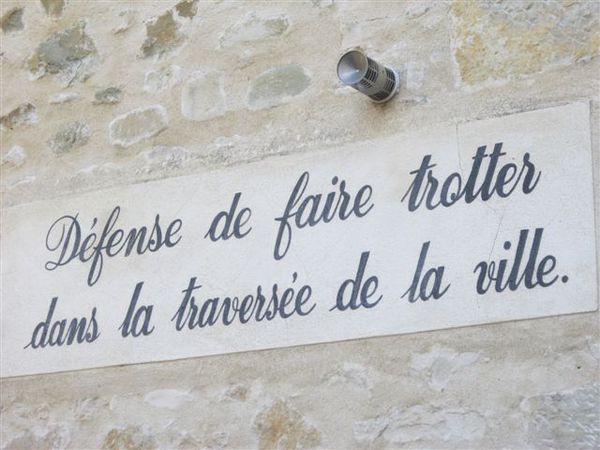 Défense de faire trotter
dans la traversée de la ville.